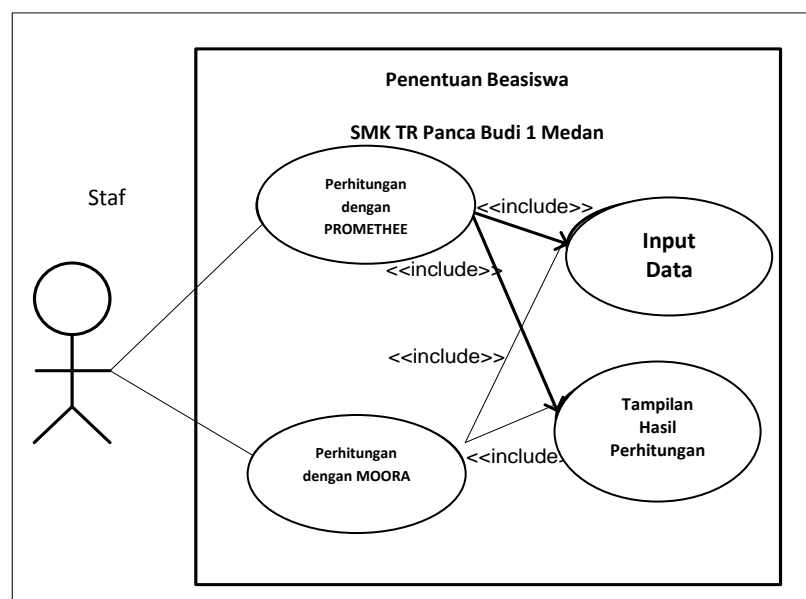 Penentuan Beasiswa
SMK TR Panca Budi 1 Medan
Staf
Perhitungan
dengan
PROMETHEE
<<include>>
Input
Data
<<include>>
<<include>>
Tampilan
Hasil
Perhitungan
Perhitungan
dengan MOORA
<<include>